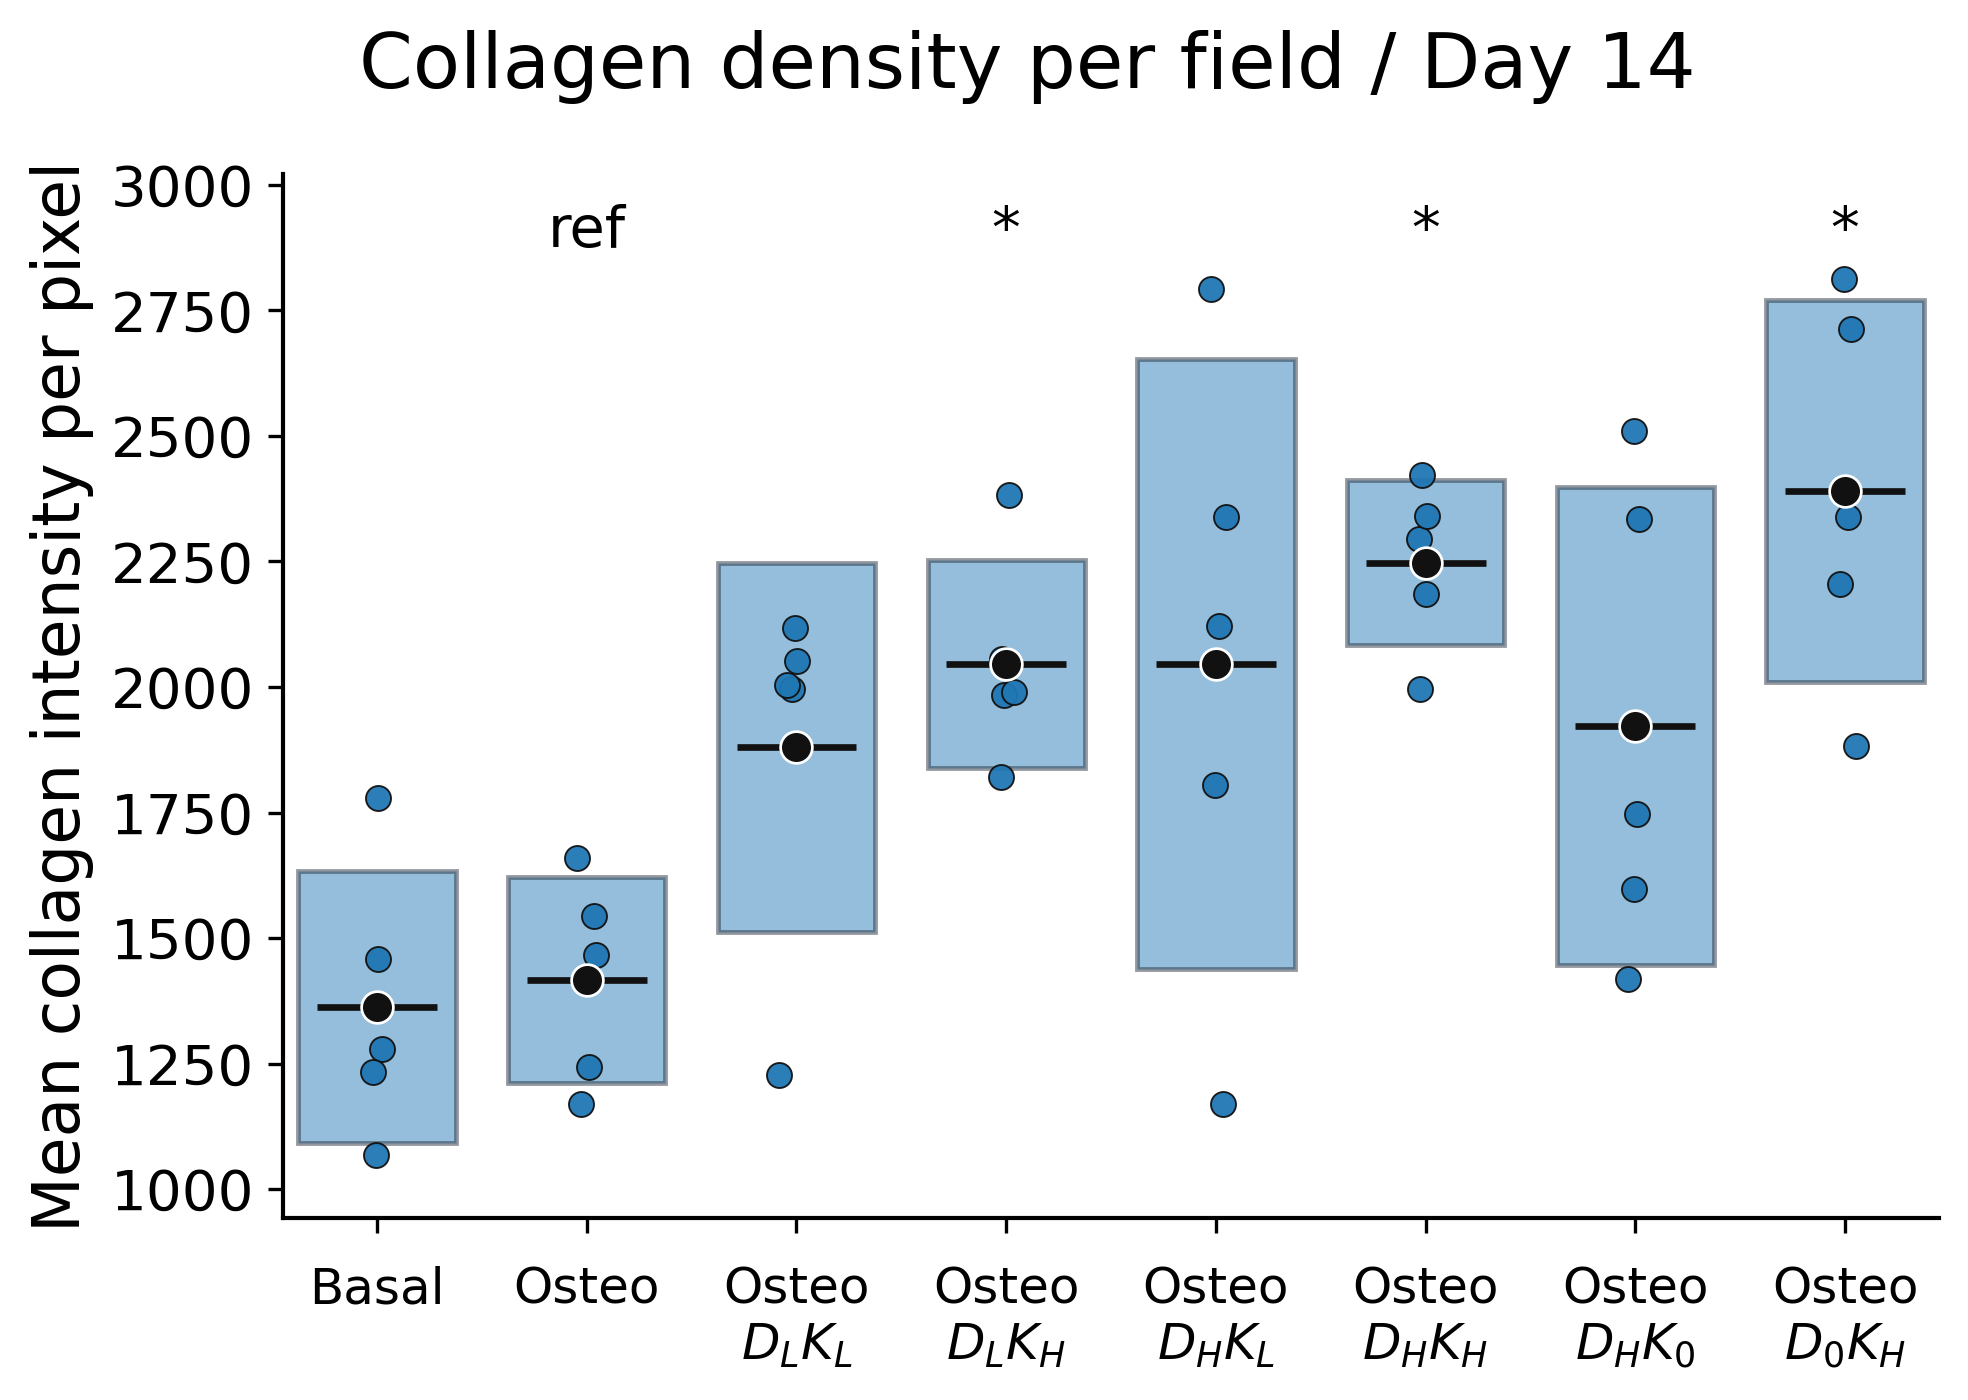 Collagen density per field / Day 14
Mean collagen intensity per pixel
3000
2750
2500
2250
2000
1750
1500
1250
1000
ref * * *
Basal Osteo Osteo Osteo Osteo Osteo Osteo Osteo
D_L K_L D_L K_H D_H K_L D_H K_H D_H K_0 D_0 K_H